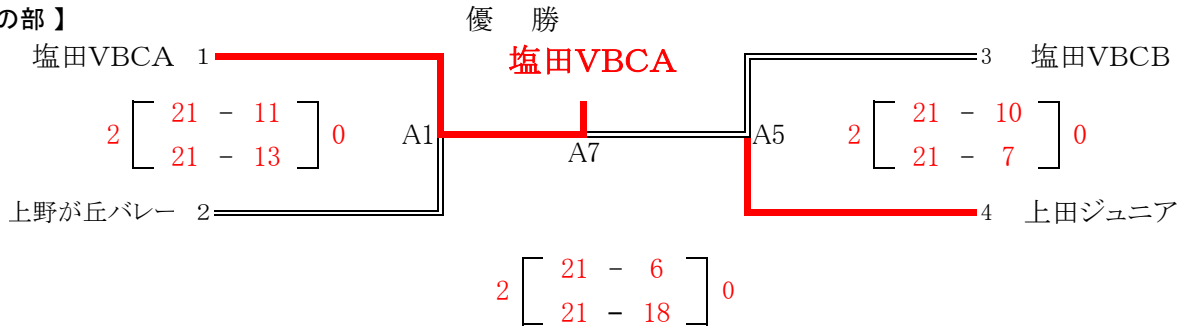 の部 】
優 勝
塩田VBCA 1
塩田VBCA
3 塩田VBCB
2 21 - 11 0
21 - 13
A1
A7
A5
2 21 - 10 0
21 - 7
上野が丘バレー 2
4 上田ジュニア
2 21 - 6 0
21 - 18